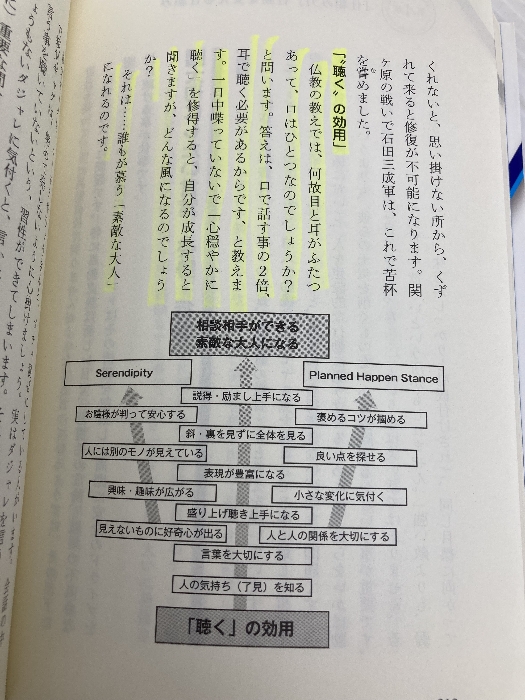 くれないと、思い掛けない所から、くず
れて来ると修復が不可能になります。関
ヶ原の戦いで石田三成軍は、これで苦杯
を嘗めました。
「“聴く”の効用」
仏教の教えでは、何故目と耳がふたつ
あって、口はひとつなのでしょうか？
と問います。答えは、口で話す事の２倍、
耳で聴く必要があるからです、と教えま
す。一日中喋っていないで一心穏やかに
聴く〟を修得すると、自分が成長すると
聞きますが、どんな風になるのでしょう
か？
それは……誰もが慕う「素敵な大人」
になれるのです。
相談相手ができる
素敵な大人になる
Serendipity
Planned Happen Stance
説得・励まし上手になる
お陰様が判って安心する
褒めるコツが掴める
斜・裏を見ずに全体を見る
人には別のモノが見えている
良い点を探せる
表現が豊富になる
興味・趣味が広がる
小さな変化に気付く
盛り上げ聴き上手になる
見えないものに好奇心が出る
人と人の関係を大切にする
言葉を大切にする
人の気持ち（了見）を知る
「聴く」の効用